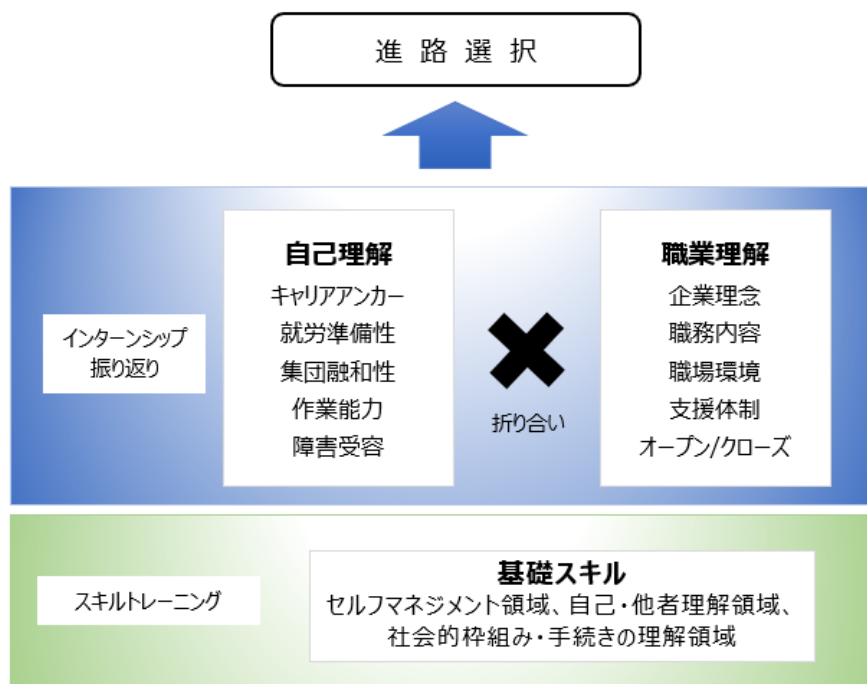 進 路 選 択
インターンシップ
振り返り
自己理解
キャリアアンカー
就労準備性
集団融和性
作業能力
障害受容
折り合い
職業理解
企業理念
職務内容
職場環境
支援体制
オープン/クローズ
スキルトレーニング
基礎スキル
セルフマネジメント領域、自己・他者理解領域、
社会的枠組み・手続きの理解領域